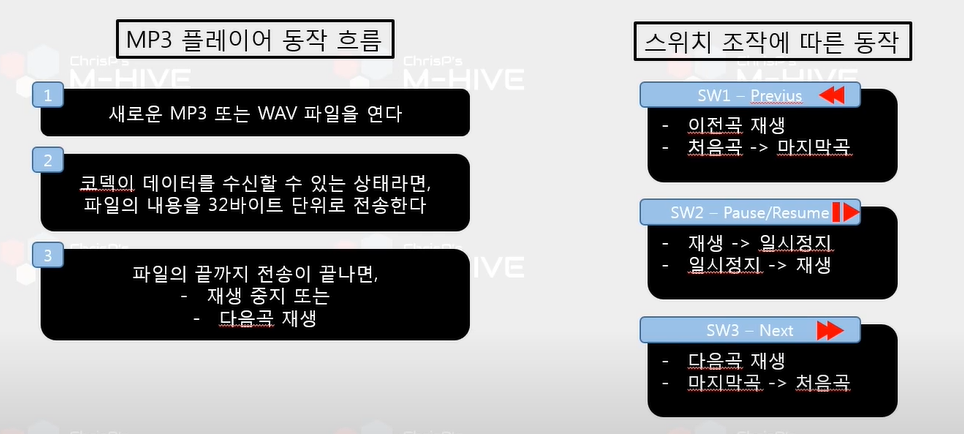 MP3 플레이어 동작 흐름
ChrisP's
M-HIVE
ChrisP's
M-HIVE
1
새로운 MP3 또는 WAV 파일을 연다
2
코덱이 데이터를 수신할 수 있는 상태라면,
파일의 내용을 32바이트 단위로 전송한다
3
파일의 끝까지 전송이 끝나면,
- 재생 중지 또는
- 다음곡 재생
스위치 조작에 따른 동작
SW1 – Previus
- 이전곡 재생
- 처음곡 -> 마지막곡
SW2 – Pause/Resume
- 재생 -> 일시정지
- 일시정지 -> 재생
SW3 – Next
- 다음곡 재생
- 마지막곡 -> 처음곡